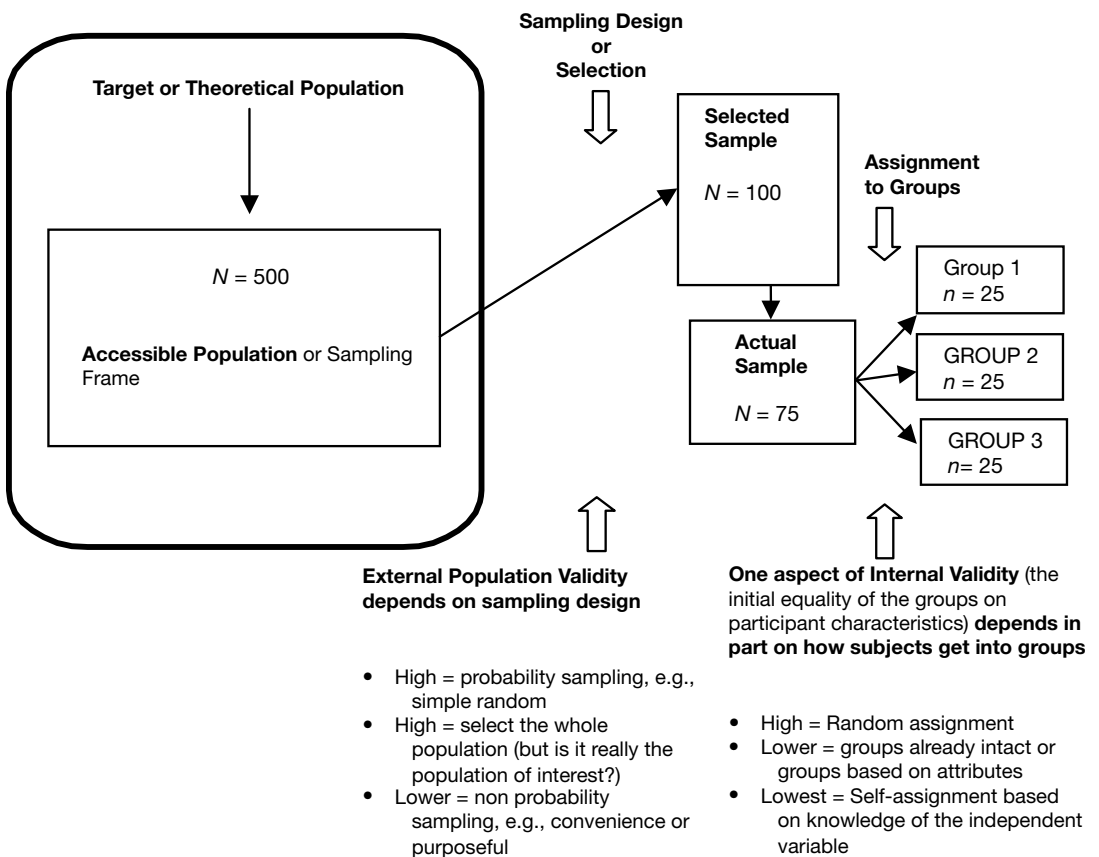 Sampling Design
or
Selection
Target or Theoretical Population
Selected
Sample
N = 100
Assignment
to Groups
N = 500
Accessible Population or Sampling
Frame
Actual
Sample
N = 75
Group 1
n = 25
GROUP 2
n = 25
GROUP 3
n= 25
External Population Validity
depends on sampling design
• High = probability sampling, e.g.,
simple random
• High = select the whole
population (but is it really the
population of interest?)
• Lower = non probability
sampling, e.g., convenience or
purposeful
One aspect of Internal Validity (the
initial equality of the groups on
participant characteristics) depends in
part on how subjects get into groups
• High = Random assignment
• Lower = groups already intact or
groups based on attributes
• Lowest = Self-assignment based
on knowledge of the independent
variable